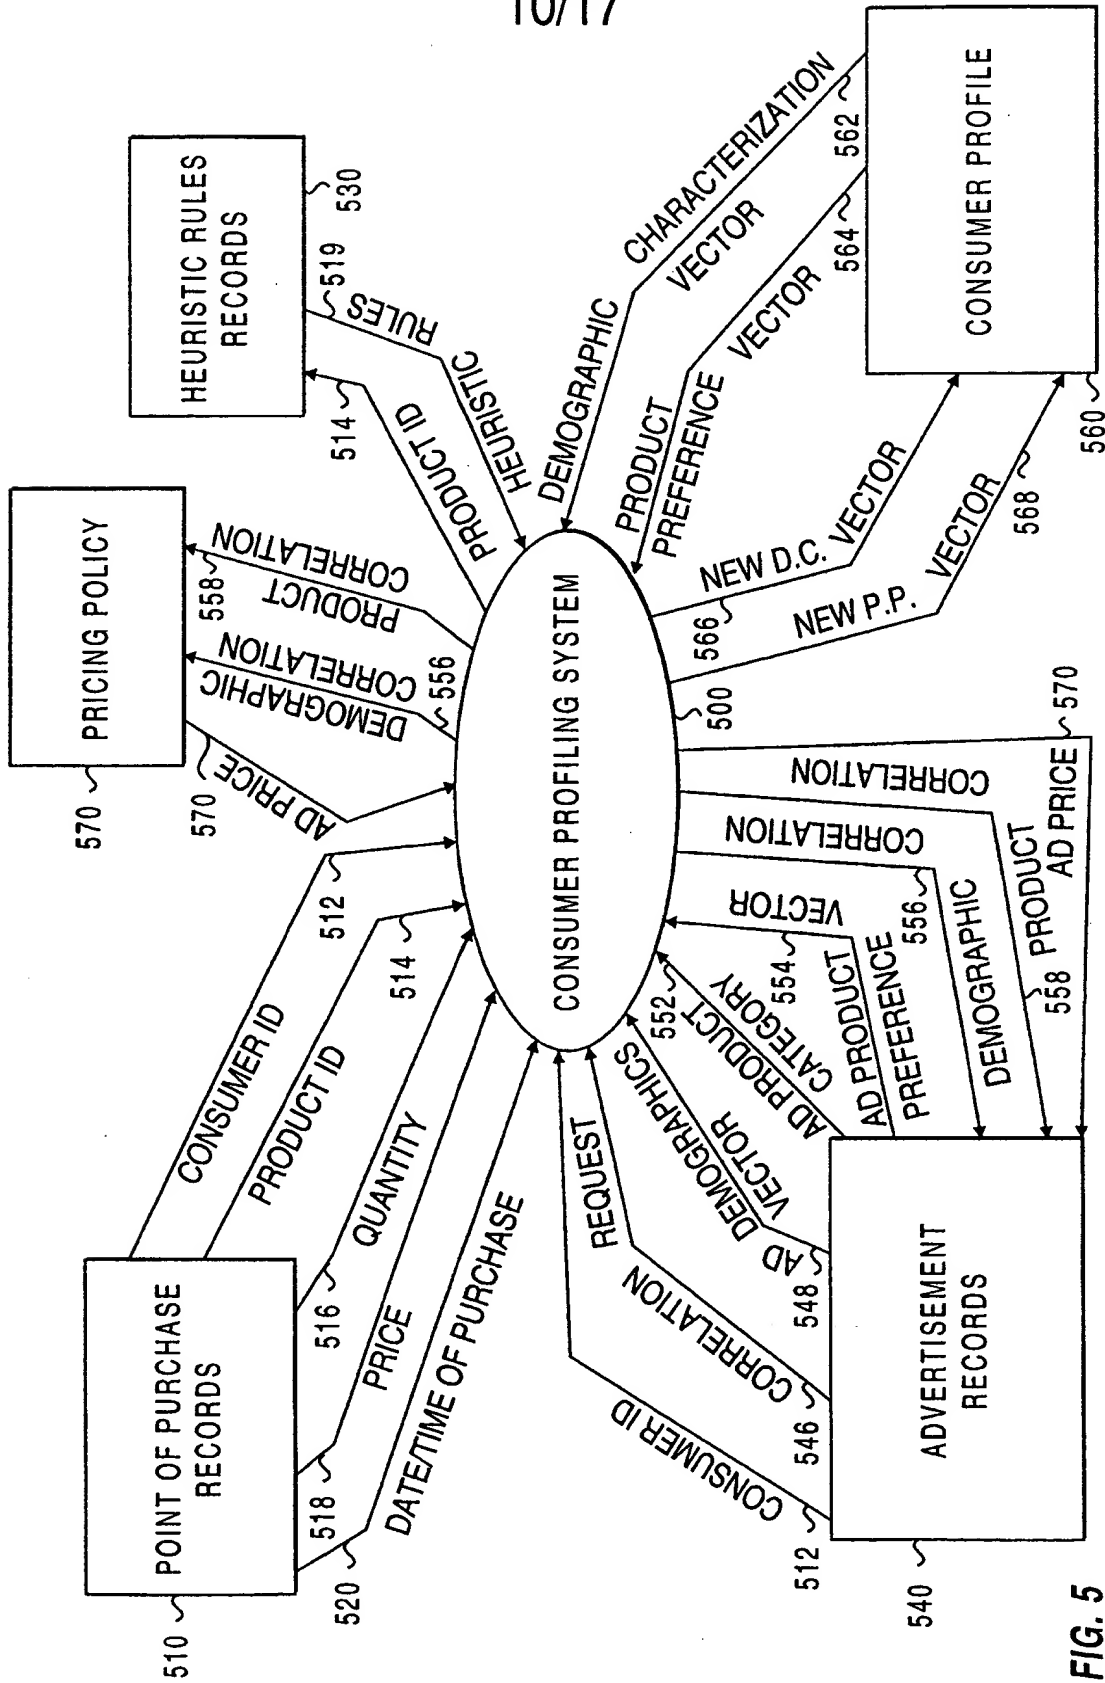 10/17
POINT OF PURCHASE
RECORDS
510
CONSUMER ID
512
PRODUCT ID
514
QUANTITY
516
PRICE
518
DATE/TIME OF PURCHASE
520
PRICING POLICY
570
AD PRICE
570
DEMOGRAPHIC
CORRELATION
556
PRODUCT
CORRELATION
558
HEURISTIC RULES
RECORDS
530
PRODUCT ID
514
HEURISTIC
RULES
519
CONSUMER PROFILING SYSTEM
500
ADVERTISEMENT
RECORDS
540
CONSUMER ID
512
CORRELATION
REQUEST
546
AD DEMOGRAPHICS
VECTOR
548
AD PRODUCT
CATEGORY
552
AD PRODUCT
PREFERENCE
VECTOR
554
DEMOGRAPHIC
CORRELATION
556
PRODUCT
CORRELATION
558
AD PRICE
570
CONSUMER PROFILE
560
DEMOGRAPHIC
CHARACTERIZATION
VECTOR
562
PRODUCT
PREFERENCE
VECTOR
564
NEW D.C. VECTOR
566
NEW P.P. VECTOR
568
FIG. 5